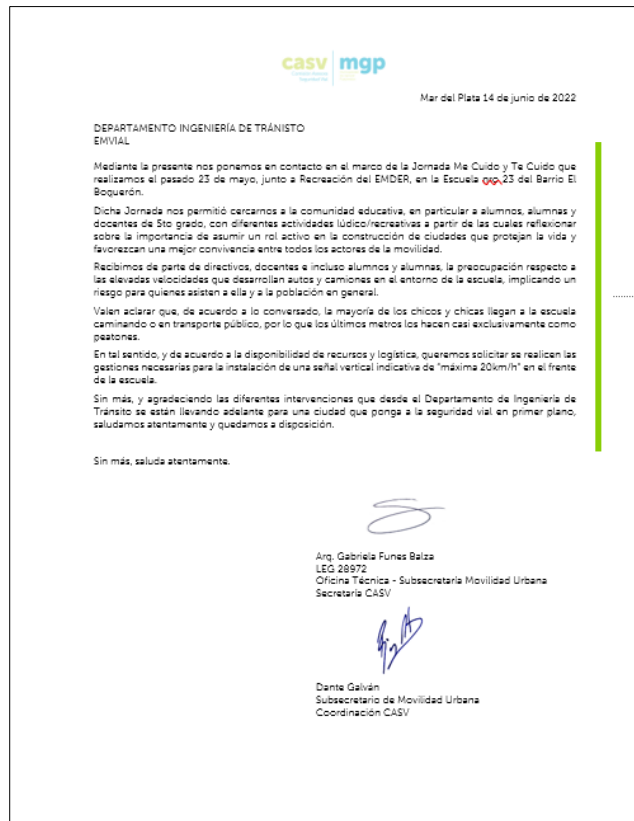 casv mgp
Mar del Plata 14 de junio de 2022
DEPARTAMENTO INGENIERÍA DE TRÁNISTO
EMVIAL
Mediante la presente nos ponemos en contacto en el marco de la Jornada Me Cuido y Te Cuido que
realizamos el pasado 23 de mayo, junto a Recreación del EMDER, en la Escuela nro 23 del Barrio El
Boquerón.
Dicha Jornada nos permitió cercarnos a la comunidad educativa, en particular a alumnos, alumnas y
docentes de 5to grado, con diferentes actividades lúdico/recreativas a partir de las cuales reflexionar
sobre la importancia de asumir un rol activo en la construcción de ciudades que protejan la vida y
favorezcan una mejor convivencia entre todos los actores de la movilidad.
Recibimos de parte de directivos, docentes e incluso alumnos y alumnas, la preocupación respecto a
las elevadas velocidades que desarrollan autos y camiones en el entorno de la escuela, implicando un
riesgo para quienes asisten a ella y a la población en general.
Valen aclarar que, de acuerdo a lo conversado, la mayoría de los chicos y chicas llegan a la escuela
caminando o en transporte público, por lo que los últimos metros los hacen casi exclusivamente como
peatones.
En tal sentido, y de acuerdo a la disponibilidad de recursos y logística, queremos solicitar se realicen las
gestiones necesarias para la instalación de una señal vertical indicativa de "máxima 20km/h" en el frente
de la escuela.
Sin más, y agradeciendo las diferentes intervenciones que desde el Departamento de Ingeniería de
Tránsito se están llevando adelante para una ciudad que ponga a la seguridad vial en primer plano,
saludamos atentamente y quedamos a disposición.
Sin más, saluda atentamente.
Arq. Gabriela Funes Balza
LEG 28972
Oficina Técnica - Subsecretaría Movilidad Urbana
Secretaría CASV
Dante Galván
Subsecretario de Movilidad Urbana
Coordinación CASV